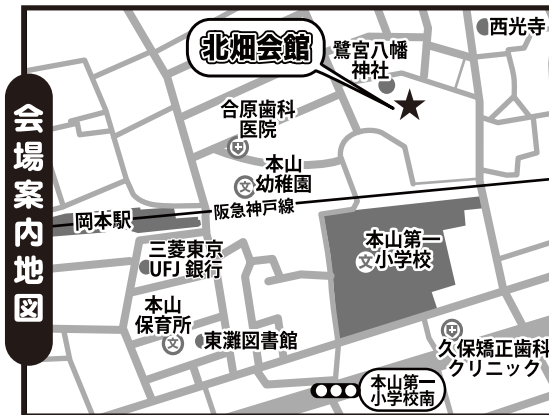 会場案内地図
北畑会館
西光寺
鷺宮八幡
神社
合原歯科
医院
本山
幼稚園
文
岡本駅
阪急神戸線
三菱東京
UFJ 銀行
本山第一
小学校
文
本山
保育所
文
東灘図書館
久保矯正歯科
クリニック
本山第一
小学校南